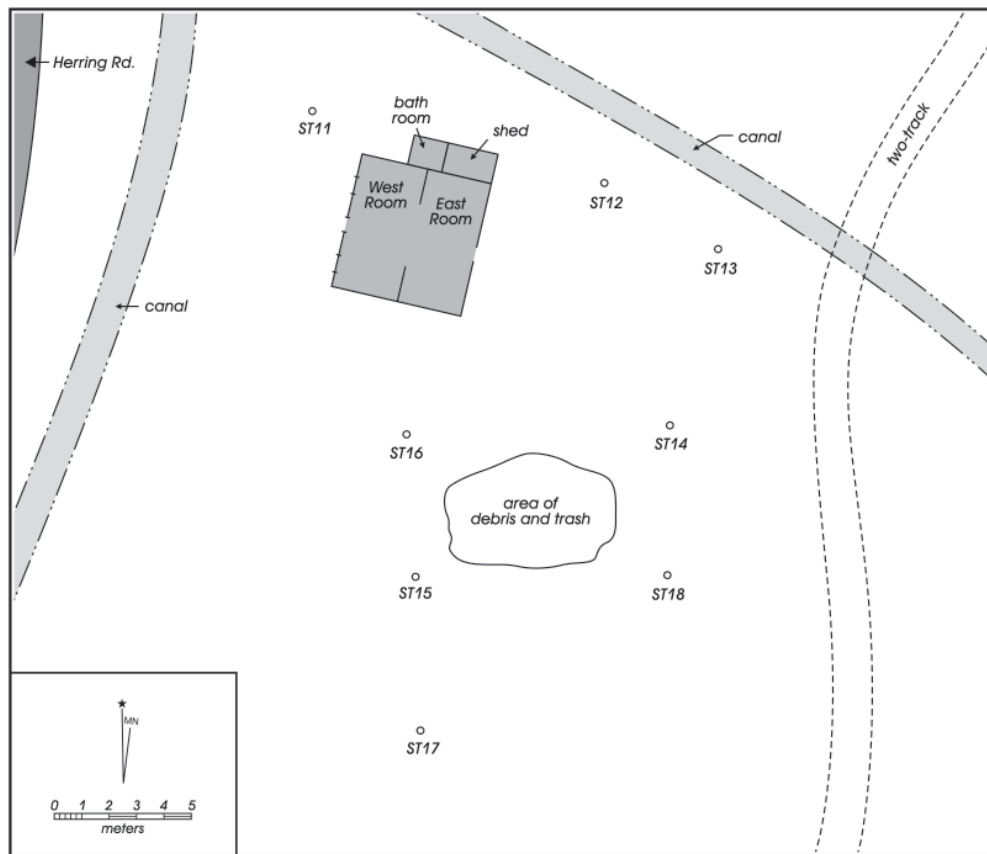 Herring Rd.
ST11
bath
room
shed
canal
two-track
West
Room
East
Room
ST12
ST13
canal
ST16
ST14
area of
debris and trash
ST15
ST18
MN
ST17
0 1 2 3 4 5
meters